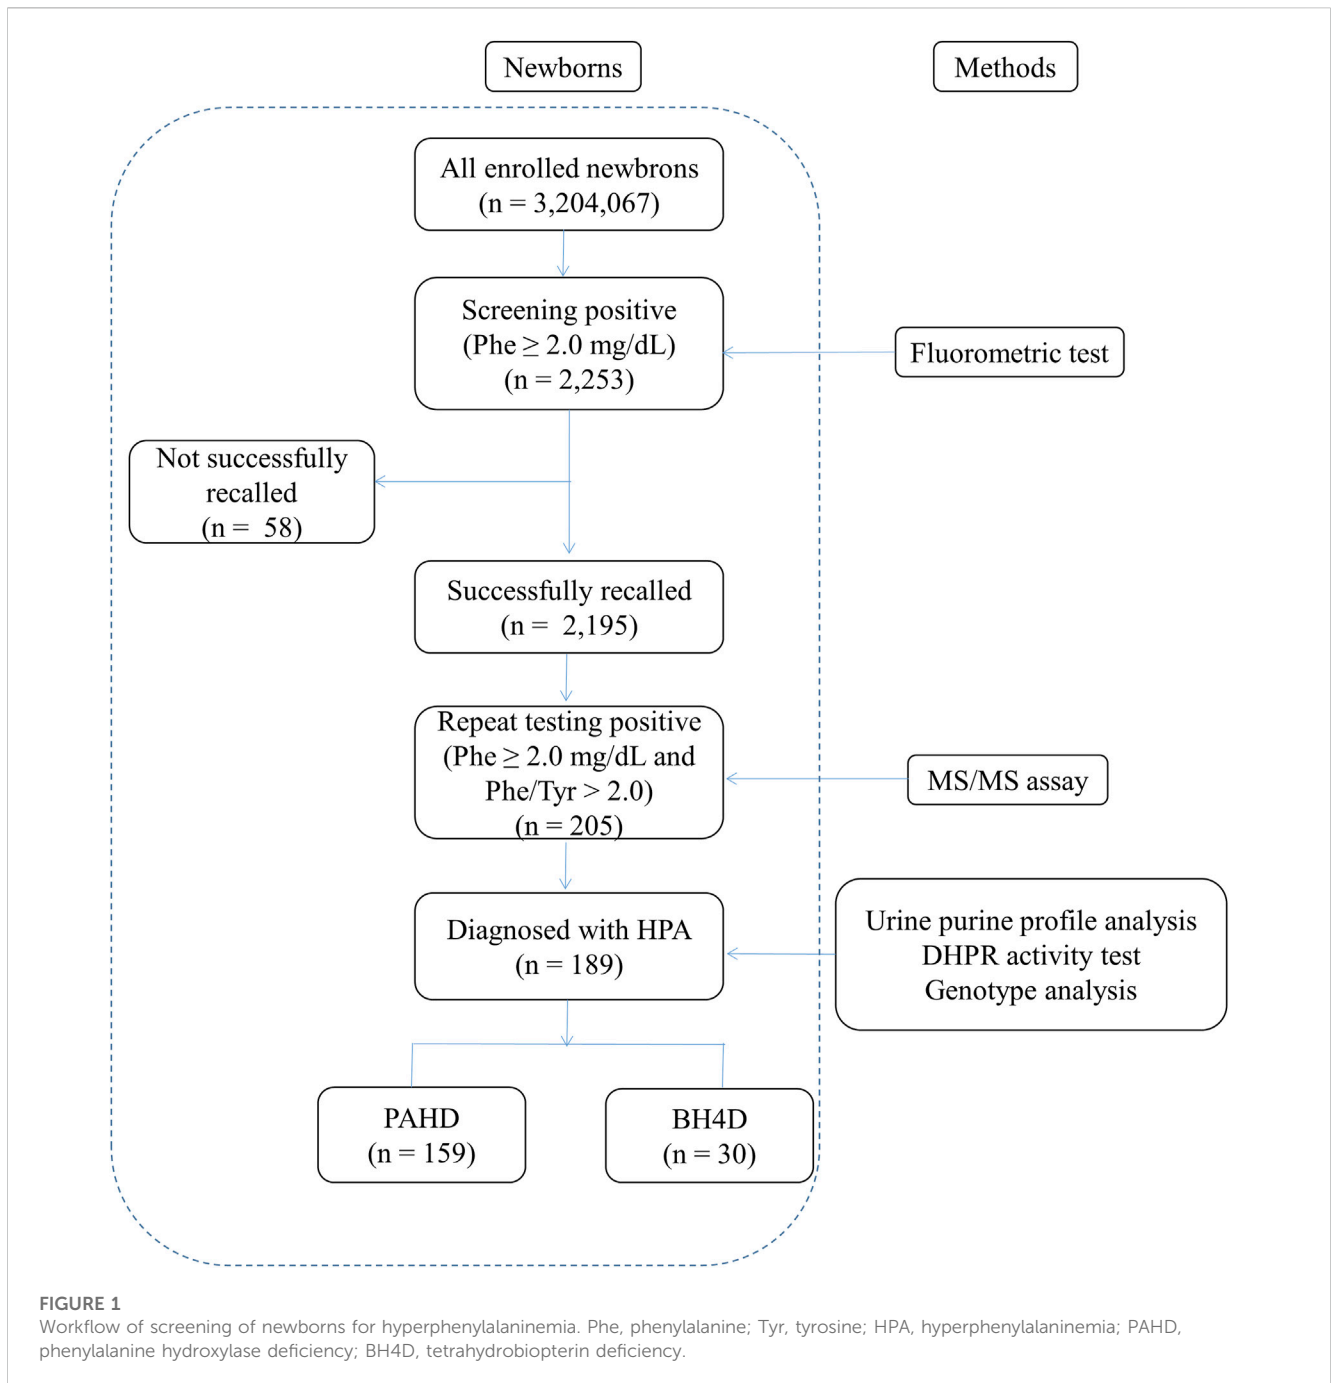 Newborns
Methods
All enrolled newbrons
(n = 3,204,067)
Screening positive
(Phe ≥ 2.0 mg/dL)
(n = 2,253)
Fluorometric test
Not successfully
recalled
(n =  58)
Successfully recalled
(n =  2,195)
Repeat testing positive
(Phe ≥ 2.0 mg/dL and
Phe/Tyr > 2.0)
(n = 205)
MS/MS assay
Diagnosed with HPA
(n = 189)
Urine purine profile analysis
DHPR activity test
Genotype analysis
PAHD
(n = 159)
BH4D
(n = 30)
FIGURE 1
Workflow of screening of newborns for hyperphenylalaninemia. Phe, phenylalanine; Tyr, tyrosine; HPA, hyperphenylalaninemia; PAHD,
phenylalanine hydroxylase deficiency; BH4D, tetrahydrobiopterin deficiency.